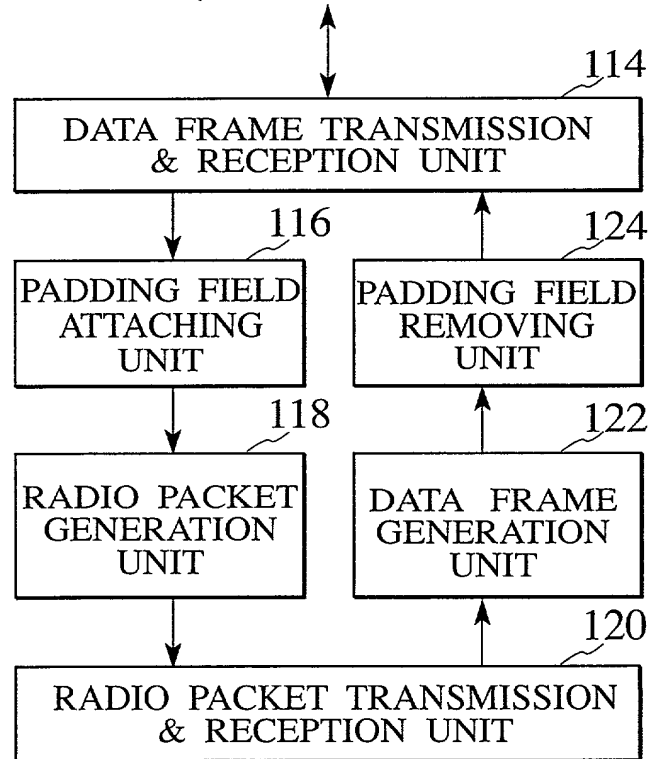 114
DATA FRAME TRANSMISSION
& RECEPTION UNIT
116
PADDING FIELD
ATTACHING
UNIT
124
PADDING FIELD
REMOVING
UNIT
118
RADIO PACKET
GENERATION
UNIT
122
DATA FRAME
GENERATION
UNIT
120
RADIO PACKET TRANSMISSION
& RECEPTION UNIT